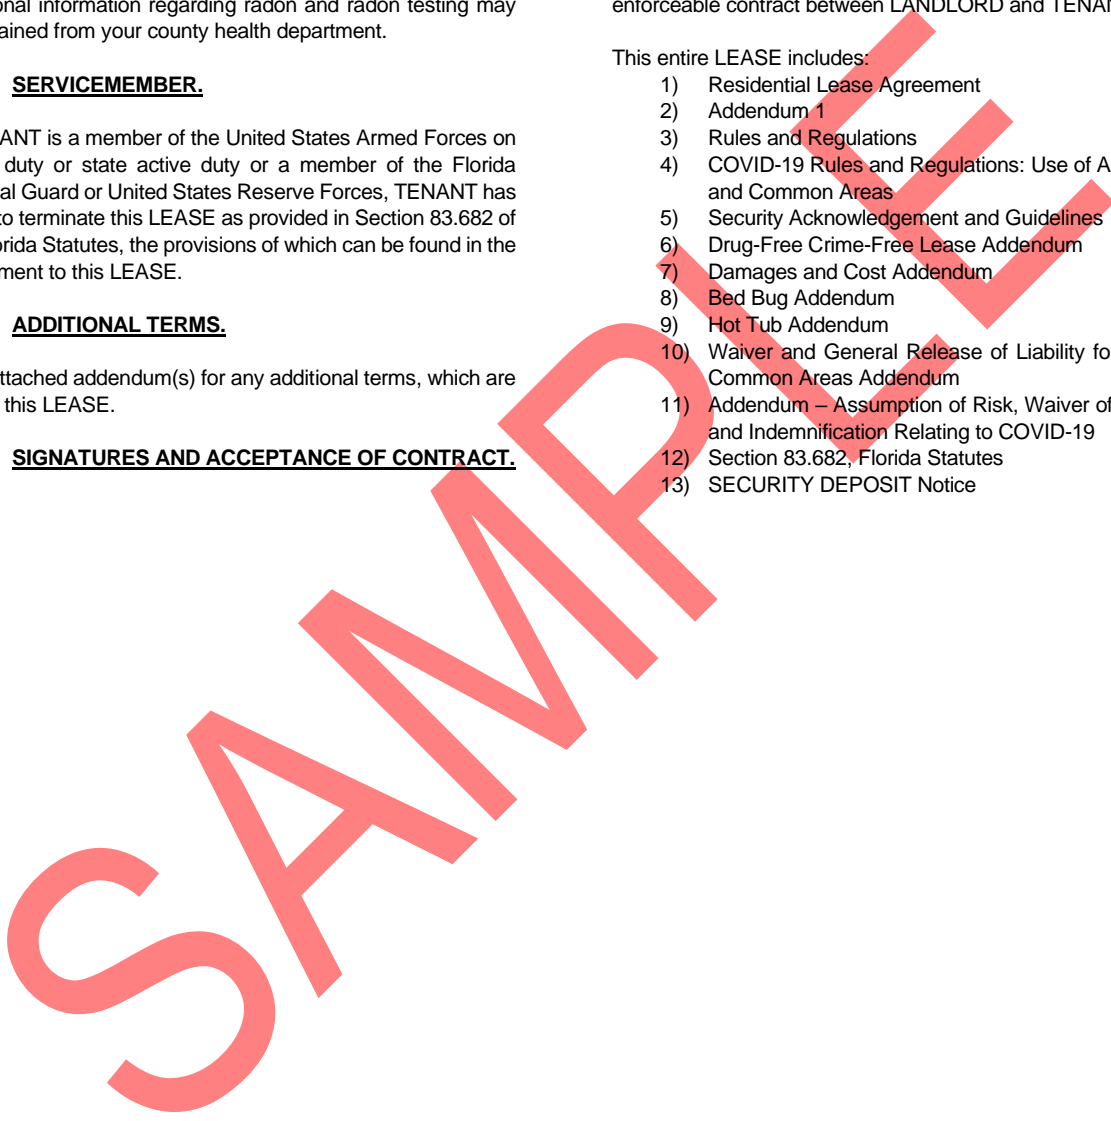 onal information regarding radon and radon testing may
ained from your county health department.
SERVICEMEMBER.
ANT is a member of the United States Armed Forces on
duty or state active duty or a member of the Florida
al Guard or United States Reserve Forces, TENANT has
to terminate this LEASE as provided in Section 83.682 of
orida Statutes, the provisions of which can be found in the
ment to this LEASE.
ADDITIONAL TERMS.
ttached addendum(s) for any additional terms, which are
this LEASE.
SIGNATURES AND ACCEPTANCE OF CONTRACT.
enforceable contract between LANDLORD and TENAN
This entire LEASE includes:
1) Residential Lease Agreement
2) Addendum 1
3) Rules and Regulations
4) COVID-19 Rules and Regulations: Use of A
and Common Areas
5) Security Acknowledgement and Guidelines
6) Drug-Free Crime-Free Lease Addendum
7) Damages and Cost Addendum
8) Bed Bug Addendum
9) Hot Tub Addendum
10) Waiver and General Release of Liability fo
Common Areas Addendum
11) Addendum – Assumption of Risk, Waiver of
and Indemnification Relating to COVID-19
12) Section 83.682, Florida Statutes
13) SECURITY DEPOSIT Notice
SAMPLE